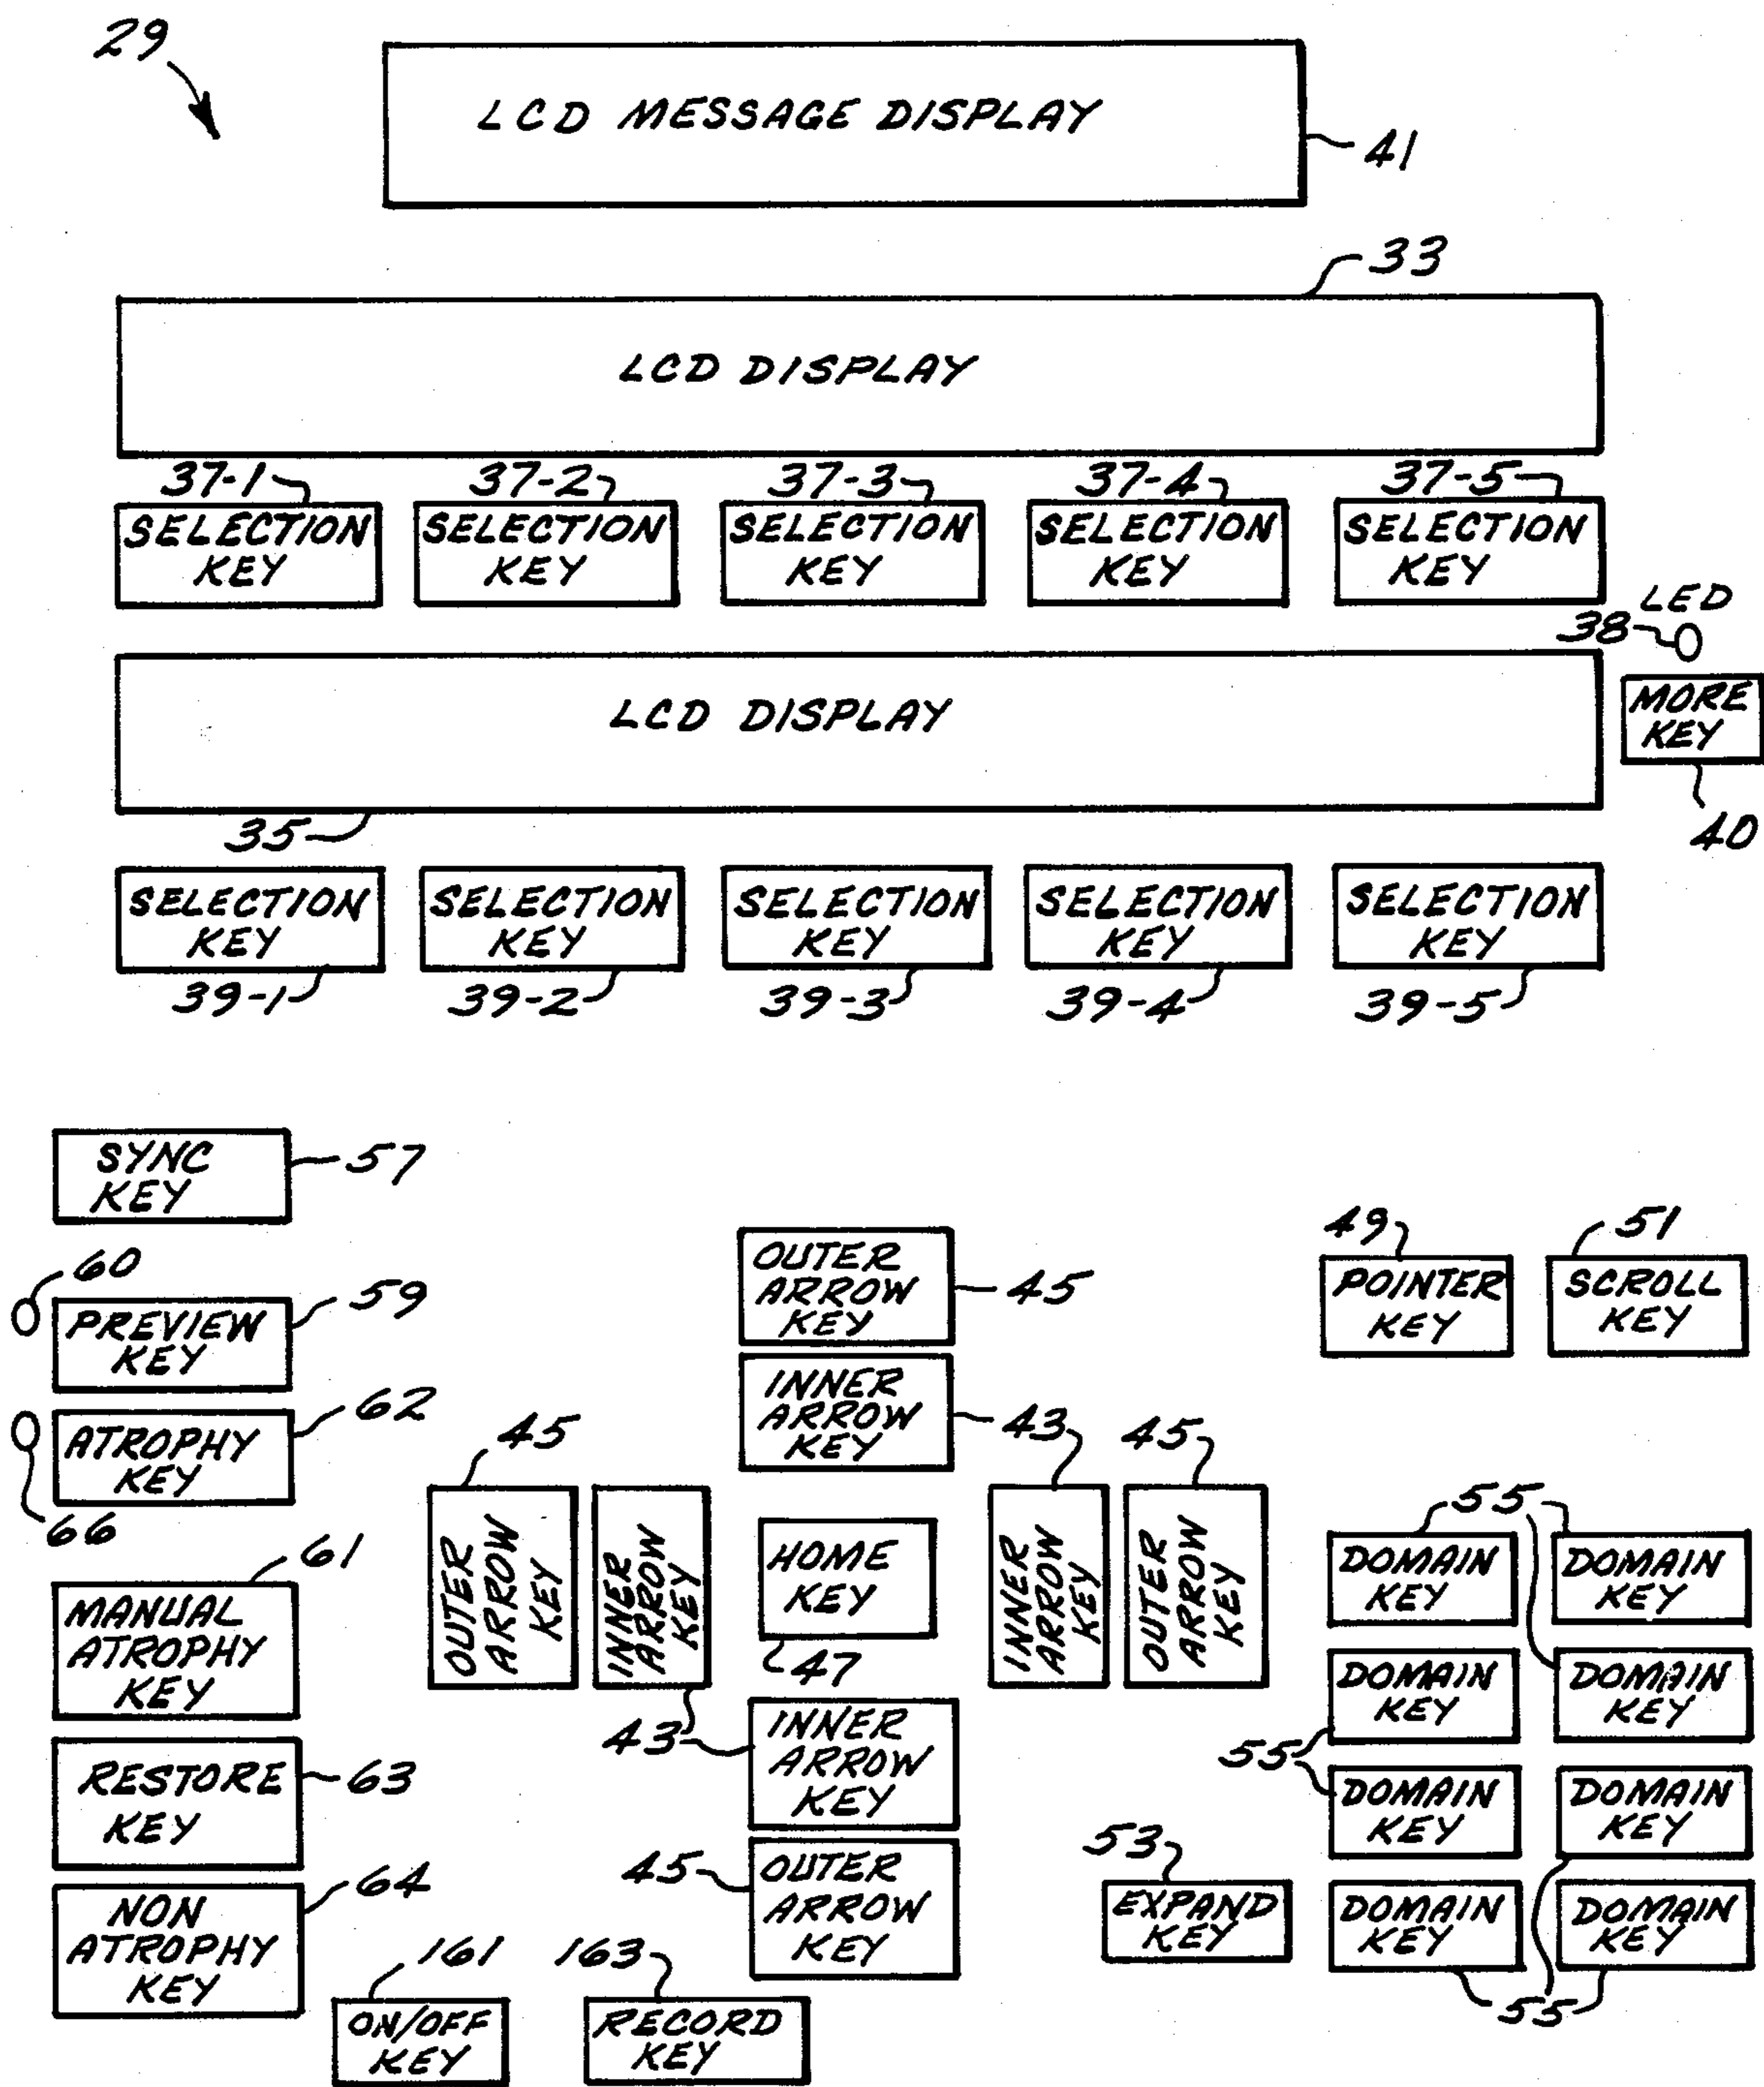 29
LCD MESSAGE DISPLAY
41
33
LCD DISPLAY
37-1 37-2 37-3 37-4 37-5
SELECTION
KEY
SELECTION
KEY
SELECTION
KEY
SELECTION
KEY
SELECTION
KEY
LED
38
LCD DISPLAY
MORE
KEY
35
40
SELECTION
KEY
SELECTION
KEY
SELECTION
KEY
SELECTION
KEY
SELECTION
KEY
39-1 39-2 39-3 39-4 39-5
SYNC
KEY
57
60
PREVIEW
KEY
59
ATROPHY
KEY
62
66
MANUAL
ATROPHY
KEY
61
RESTORE
KEY
63
NON
ATROPHY
KEY
64
ON/OFF
KEY
161
RECORD
KEY
163
OUTER
ARROW
KEY
45
INNER
ARROW
KEY
43
45
OUTER
ARROW
KEY
INNER
ARROW
KEY
43
HOME
KEY
47
INNER
ARROW
KEY
43
OUTER
ARROW
KEY
45
INNER
ARROW
KEY
OUTER
ARROW
KEY
45
49
POINTER
KEY
51
SCROLL
KEY
55
DOMAIN
KEY
DOMAIN
KEY
DOMAIN
KEY
DOMAIN
KEY
55
DOMAIN
KEY
DOMAIN
KEY
53
EXPAND
KEY
DOMAIN
KEY
DOMAIN
KEY
55